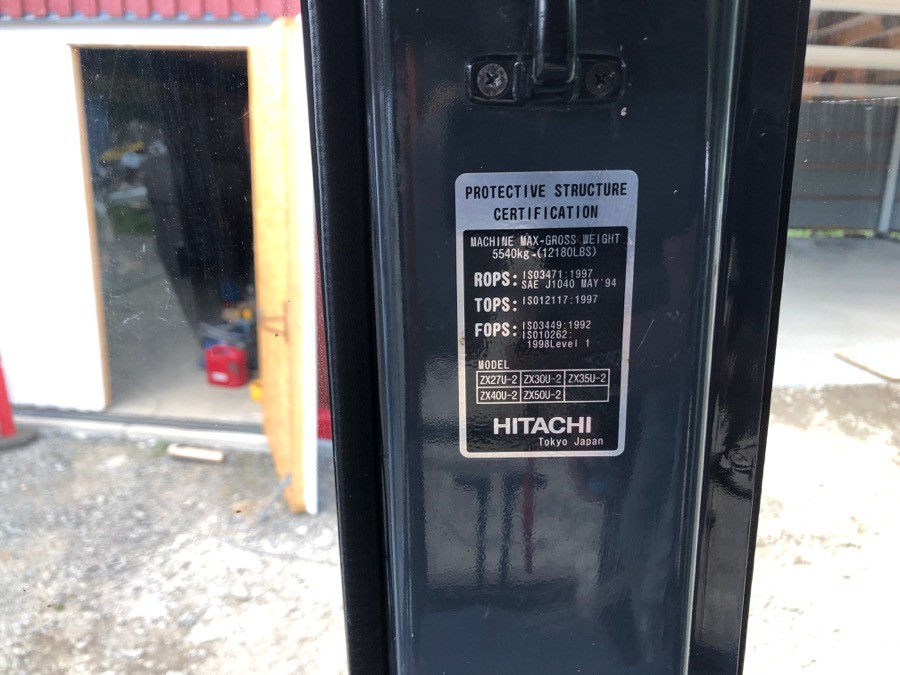 PROTECTIVE STRUCTURE
CERTIFICATION
MACHINE MAX-GROSS WEIGHT
5540kg-(12180LBS)
ROPS: ISO3471:1997
SAE J1040 MAY'94
TOPS: ISO12117:1997
FOPS: ISO3449:1992
ISO10262:
1998Level 1
MODEL
ZX27U-2 ZX30U-2 ZX35U-2
ZX40U-2 ZX50U-2
HITACHI
Tokyo Japan